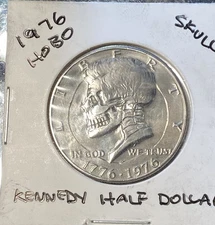 1976
HOBO
SKULL
LIBERTY
IN GOD WE TRUST
1776-1976
KENNEDY HALF DOLLAR